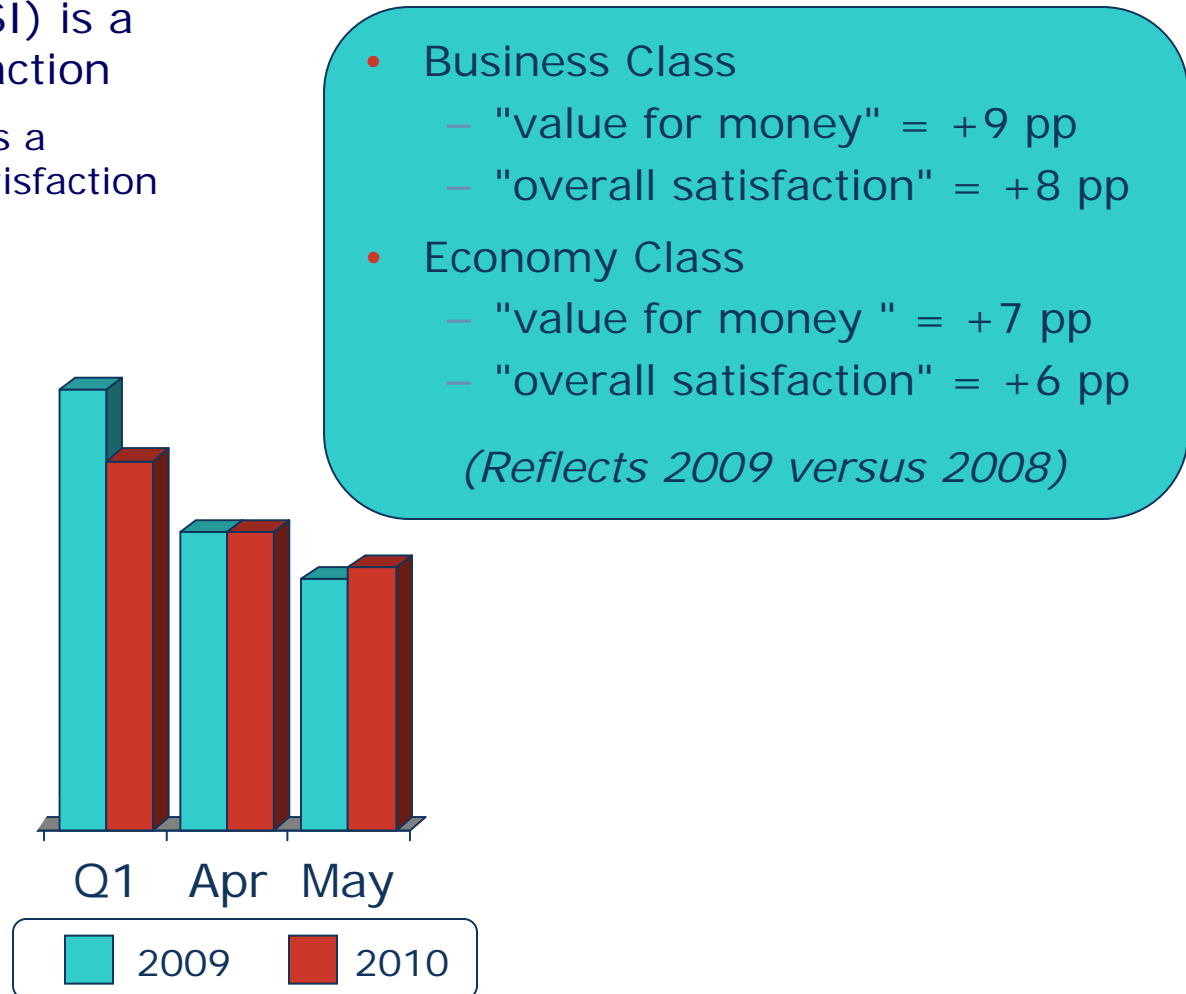 SI) is a
action
s a
isfaction
• Business Class
– "value for money" = +9 pp
– "overall satisfaction" = +8 pp
• Economy Class
– "value for money " = +7 pp
– "overall satisfaction" = +6 pp
(Reflects 2009 versus 2008)
Q1 Apr May
2009 2010